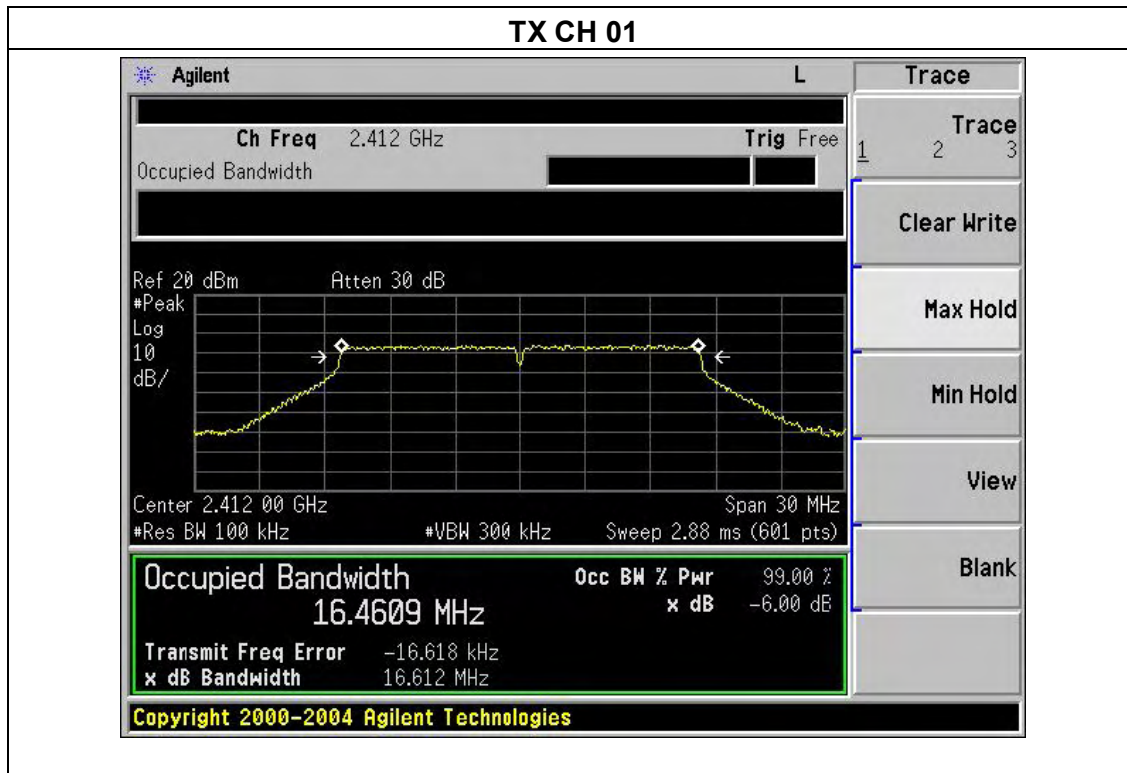 TX CH 01
Agilent L Trace
Ch Freq 2.412 GHz Trig Free
Occupied Bandwidth
Trace
1 2 3
Clear Write
Max Hold
Min Hold
View
Blank
Ref 20 dBm Atten 30 dB
#Peak
Log
10
dB/
Center 2.412 00 GHz Span 30 MHz
#Res BW 100 kHz #VBW 300 kHz Sweep 2.88 ms (601 pts)
Occupied Bandwidth Occ BW % Pwr 99.00 %
16.4609 MHz x dB -6.00 dB
Transmit Freq Error -16.618 kHz
x dB Bandwidth 16.612 MHz
Copyright 2000-2004 Agilent Technologies